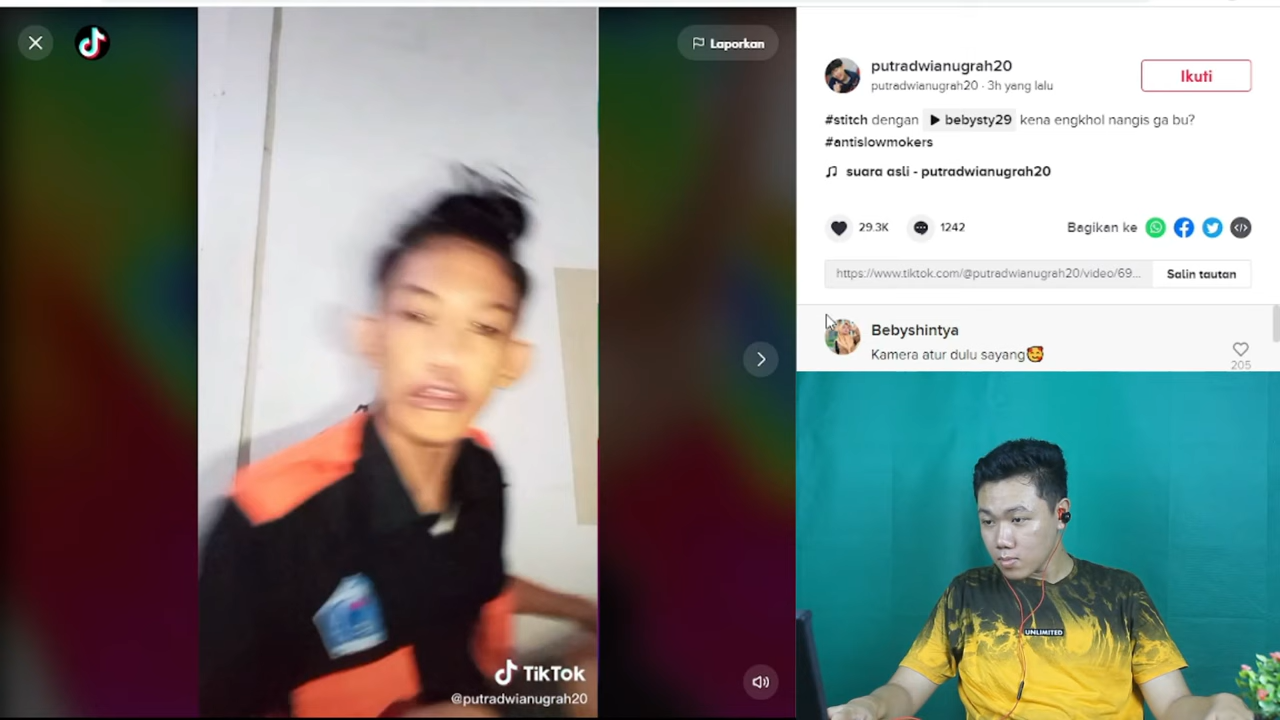 Laporkan
TikTok
@putradwianugrah20
putradwianugrah20
putradwianugrah20 · 3h yang lalu
Ikuti
#stitch dengan ▶ bebysty29 kena engkhol nangis ga bu?
#antislowmokers
♫ suara asli - putradwianugrah20
29.3K
1242
Bagikan ke
https://www.tiktok.com/@putradwianugrah20/video/69...
Salin tautan
Bebyshintya
Kamera atur dulu sayang🥰
205
UNLIMITED